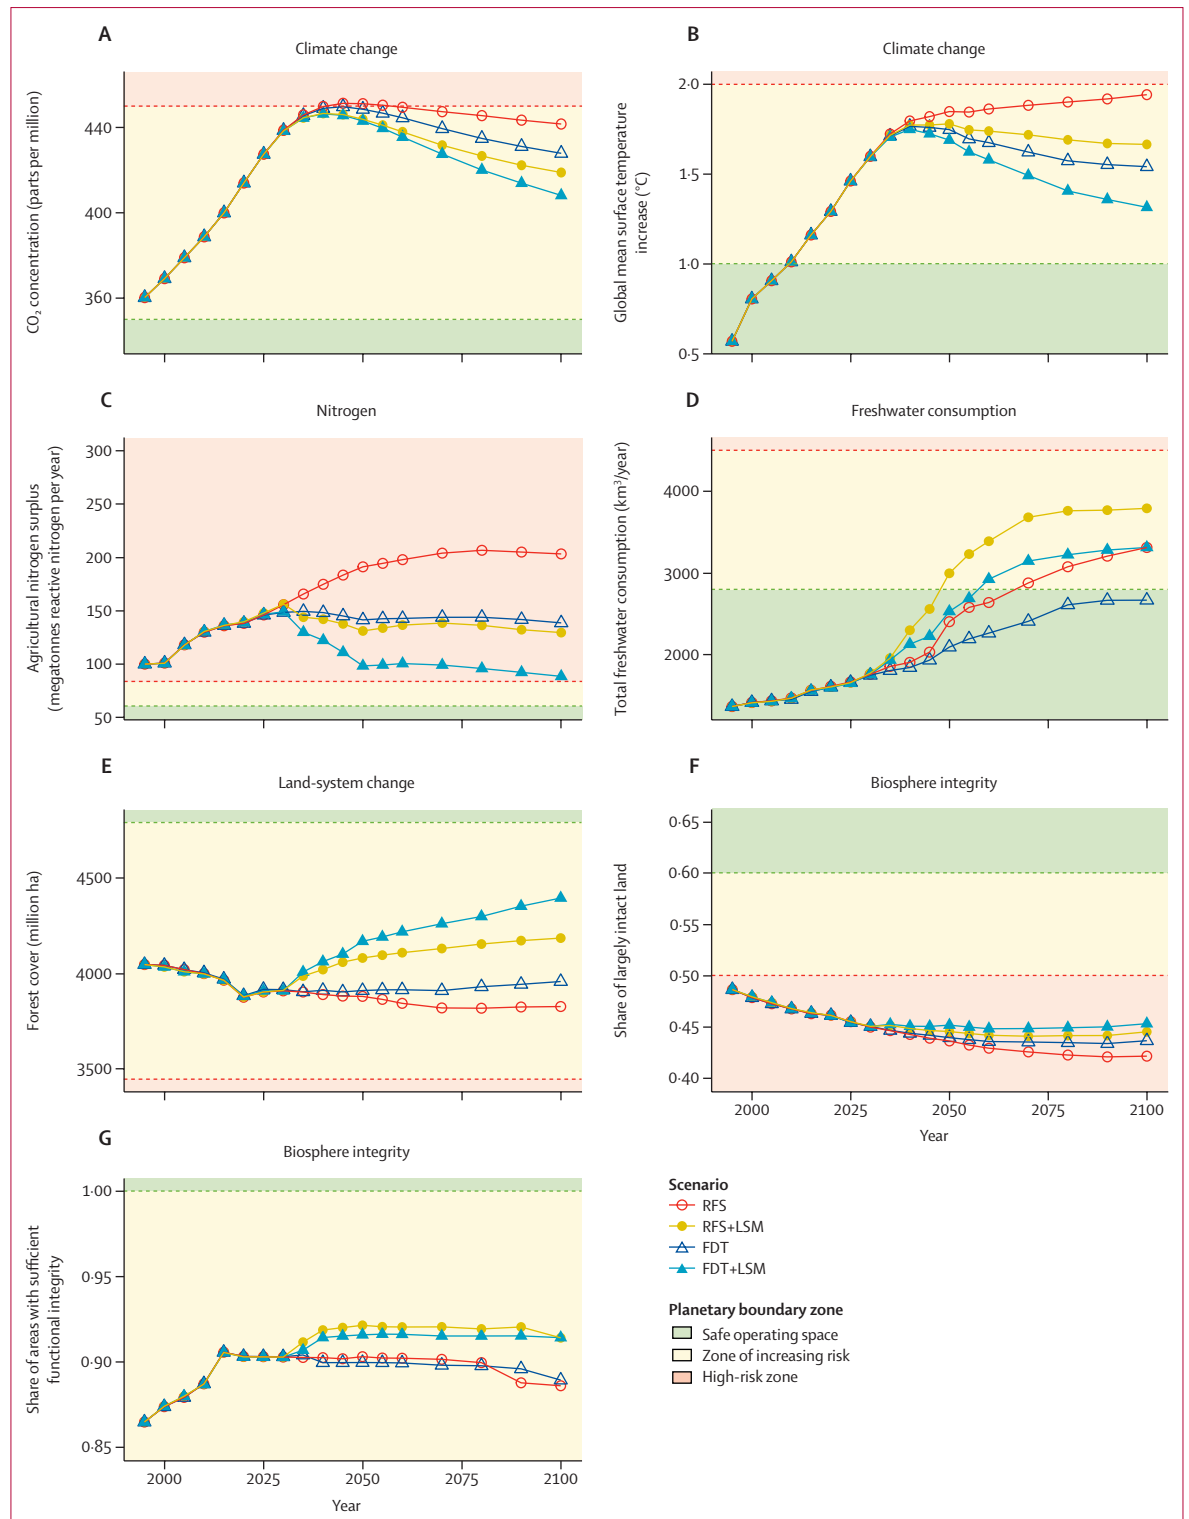 A
Climate change
CO₂ concentration (parts per million)
440
400
360
B
Climate change
Global mean surface temperature
increase (°C)
2·0
1·5
1·0
0·5
C
Nitrogen
Agricultural nitrogen surplus
(megatonnes reactive nitrogen per year)
300
250
200
150
100
50
D
Freshwater consumption
Total freshwater consumption (km³/year)
4000
3000
2000
E
Land-system change
Forest cover (million ha)
4500
4000
3500
F
Biosphere integrity
Share of largely intact land
0·65
0·60
0·55
0·50
0·45
0·40
2000 2025 2050 2075 2100
Year
G
Biosphere integrity
Share of areas with sufficient
functional integrity
1·00
0·95
0·90
0·85
2000 2025 2050 2075 2100
Year
Scenario
RFS
RFS+LSM
FDT
FDT+LSM
Planetary boundary zone
Safe operating space
Zone of increasing risk
High-risk zone